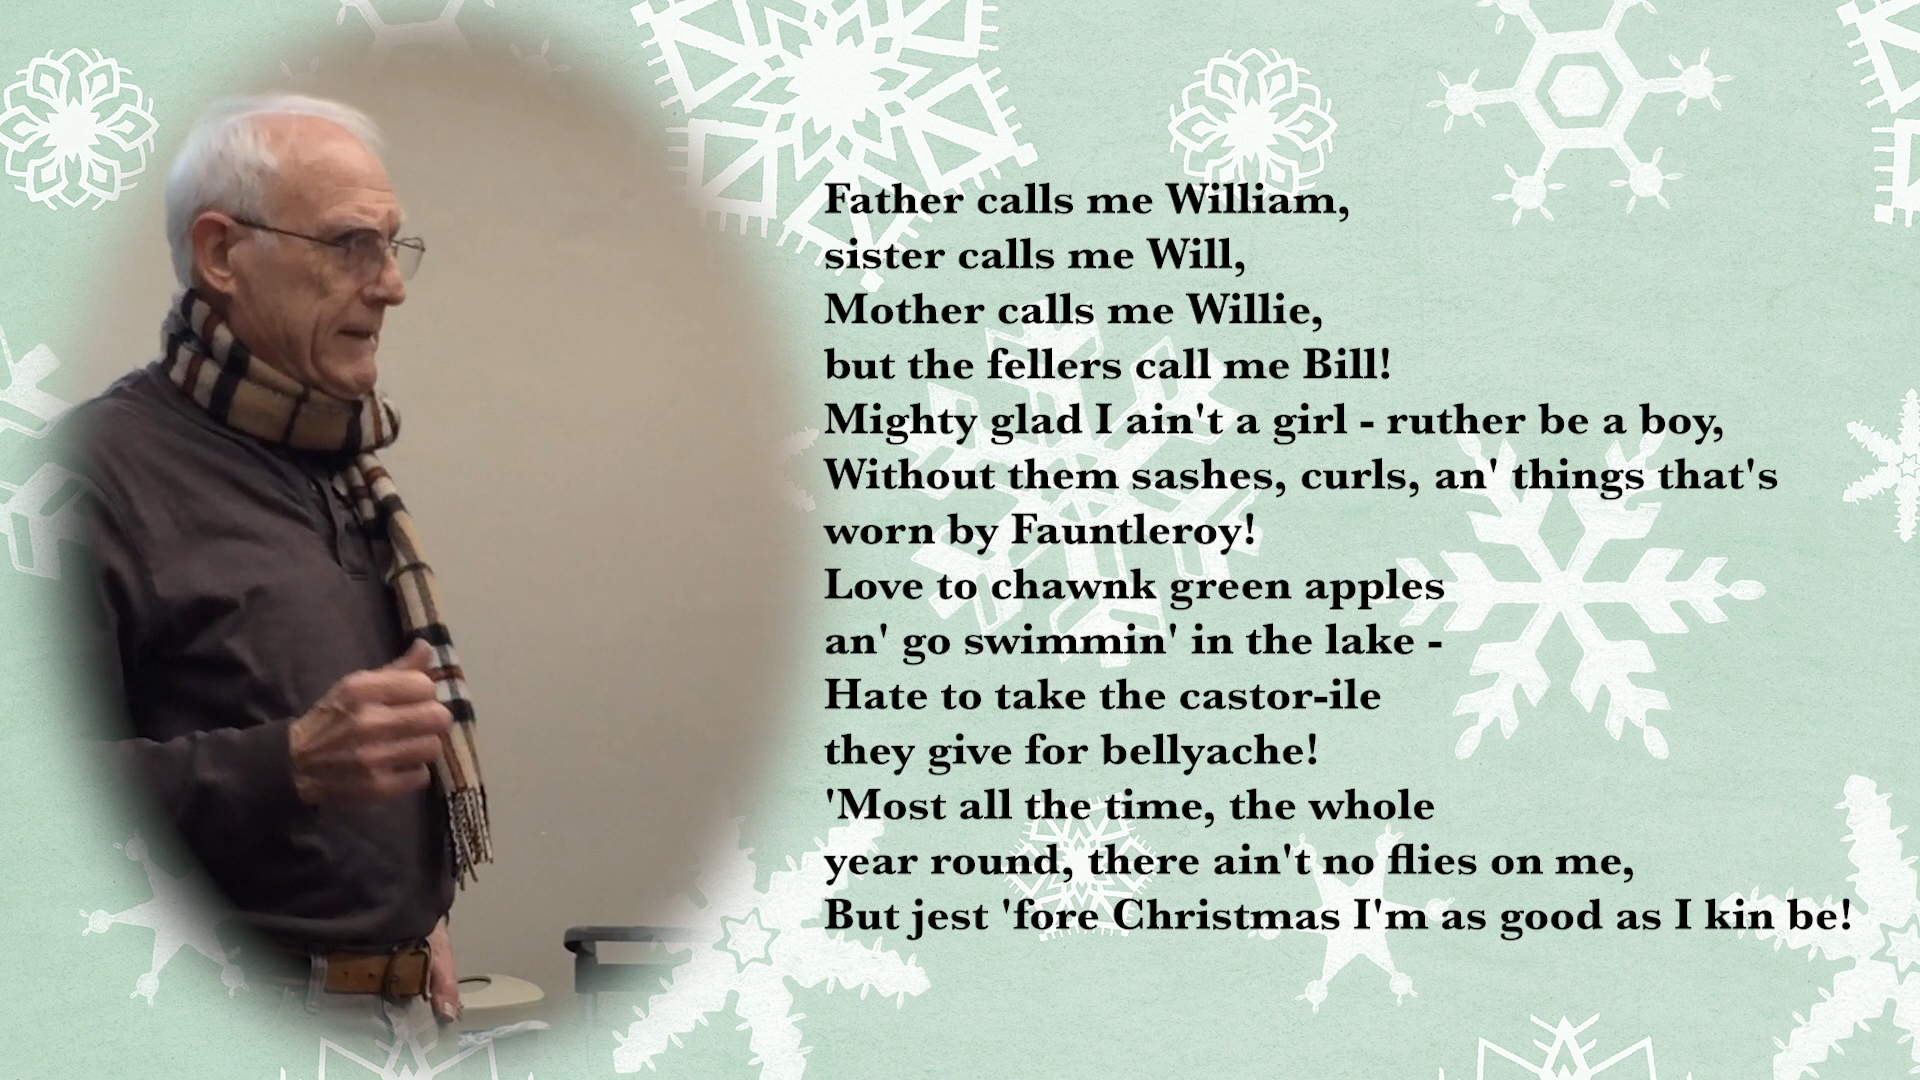 Father calls me William,
sister calls me Will,
Mother calls me Willie,
but the fellers call me Bill!
Mighty glad I ain't a girl - ruther be a boy,
Without them sashes, curls, an' things that's
worn by Fauntleroy!
Love to chawnk green apples
an' go swimmin' in the lake -
Hate to take the castor-ile
they give for bellyache!
'Most all the time, the whole
year round, there ain't no flies on me,
But jest 'fore Christmas I'm as good as I kin be!